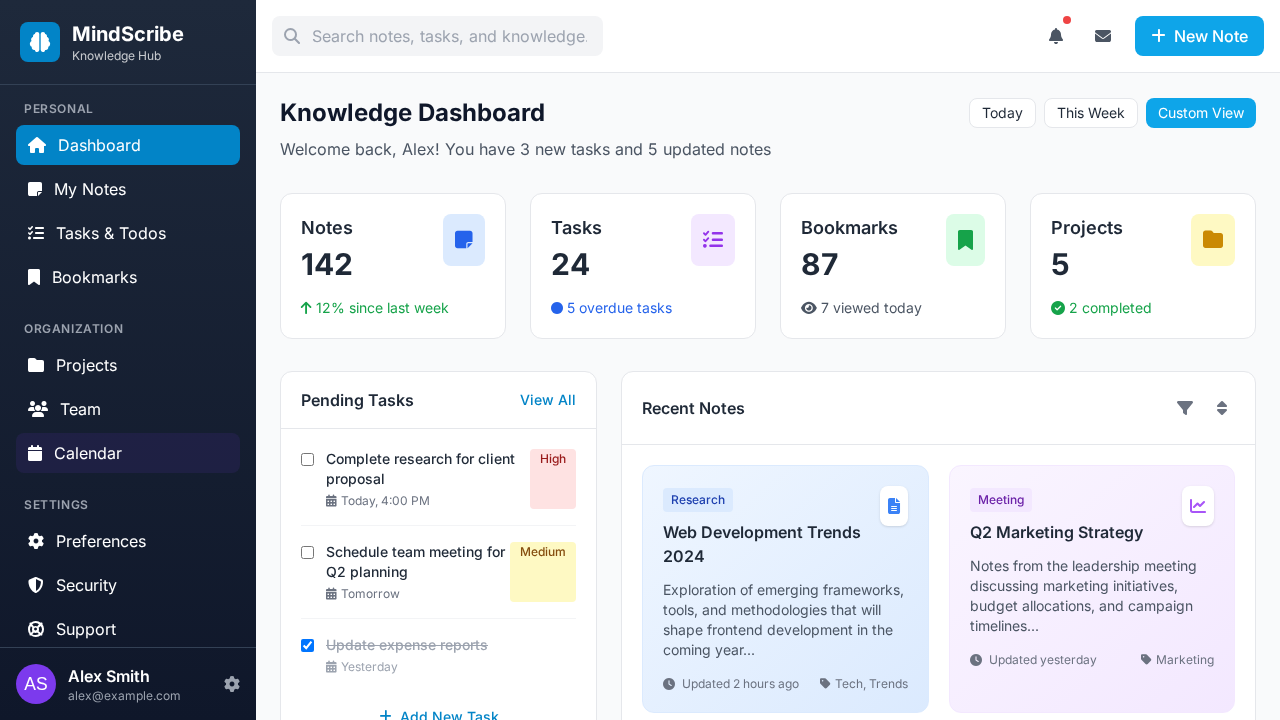 MindScribe
Knowledge Hub
PERSONAL
Dashboard
My Notes
Tasks & Todos
Bookmarks
ORGANIZATION
Projects
Team
Calendar
SETTINGS
Preferences
Security
Support
AS
Alex Smith
alex@example.com
Search notes, tasks, and knowledge.
New Note
Knowledge Dashboard
Welcome back, Alex! You have 3 new tasks and 5 updated notes
Today
This Week
Custom View
Notes
142
12% since last week
Tasks
24
5 overdue tasks
Bookmarks
87
7 viewed today
Projects
5
2 completed
Pending Tasks
View All
Complete research for client
proposal
Today, 4:00 PM
High
Schedule team meeting for
Q2 planning
Tomorrow
Medium
Update expense reports
Yesterday
Add New Task
Recent Notes
Research
Web Development Trends
2024
Exploration of emerging frameworks,
tools, and methodologies that will
shape frontend development in the
coming year...
Updated 2 hours ago
Tech, Trends
Meeting
Q2 Marketing Strategy
Notes from the leadership meeting
discussing marketing initiatives,
budget allocations, and campaign
timelines...
Updated yesterday
Marketing